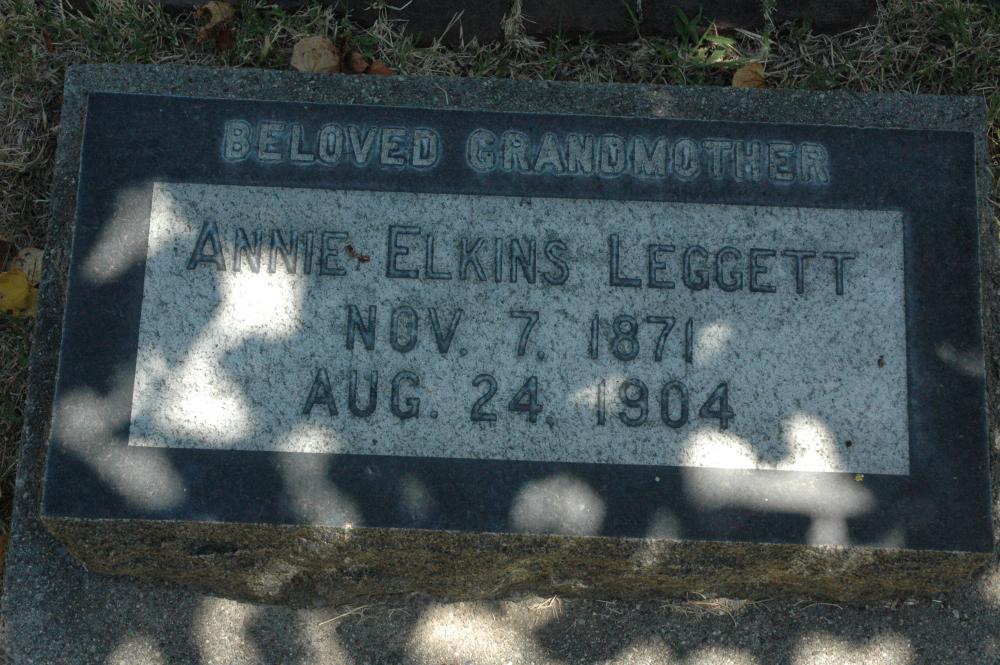 BELOVED GRANDMOTHER
ANNIE ELKINS LEGGETT
NOV. 7. 1871
AUG. 24. 1904